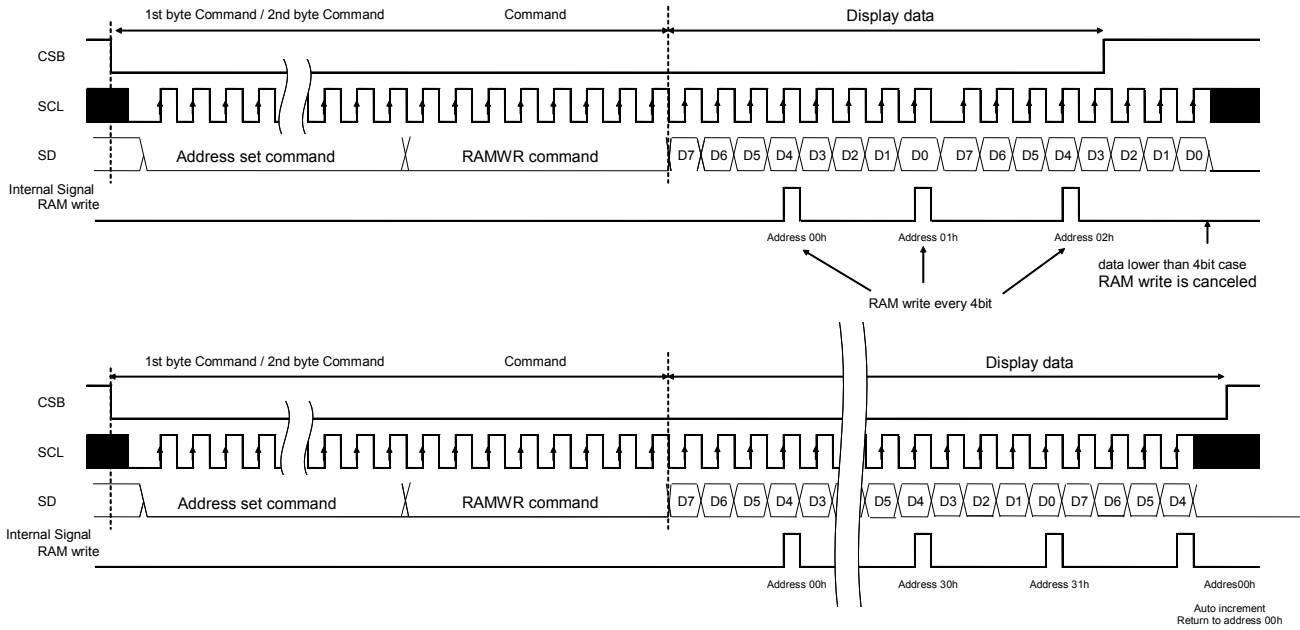 1st byte Command / 2nd byte Command Command Display data
CSB
SCL
SD Address set command RAMWR command D7 D6 D5 D4 D3 D2 D1 D0 D7 D6 D5 D4 D3 D2 D1 D0
Internal Signal
RAM write
Address 00h Address 01h Address 02h
data lower than 4bit case
RAM write is canceled
RAM write every 4bit
1st byte Command / 2nd byte Command Command Display data
CSB
SCL
SD Address set command RAMWR command D7 D6 D5 D4 D3 D5 D4 D3 D2 D1 D0 D7 D6 D5 D4
Internal Signal
RAM write
Address 00h Address 30h Address 31h Addres00h
Auto increment
Return to address 00h